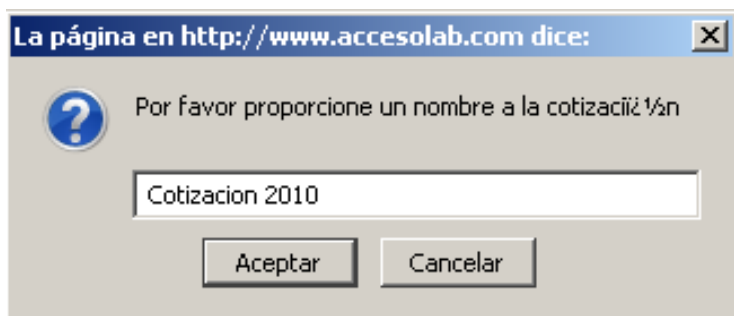 La página en http://www.accesolab.com dice:
Por favor proporcione un nombre a la cotizaciï¿½n
Cotizacion 2010
Aceptar Cancelar